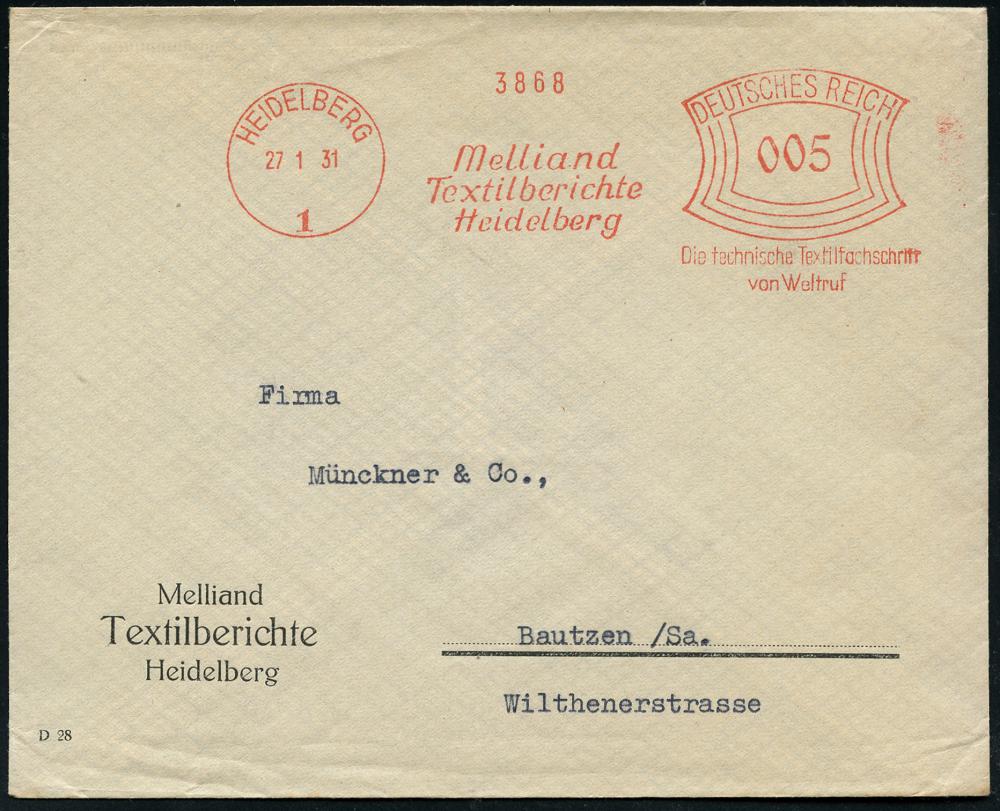 3868
HEIDELBERG
27 1 31
1
Melliand
Textilberichte
Heidelberg
DEUTSCHES REICH
005
Die technische Textilfachschrift
von Weltruf
Firma
Münckner & Co.,
Melliand
Textilberichte
Heidelberg
Bautzen /Sa.
Wilthenerstrasse
D 28